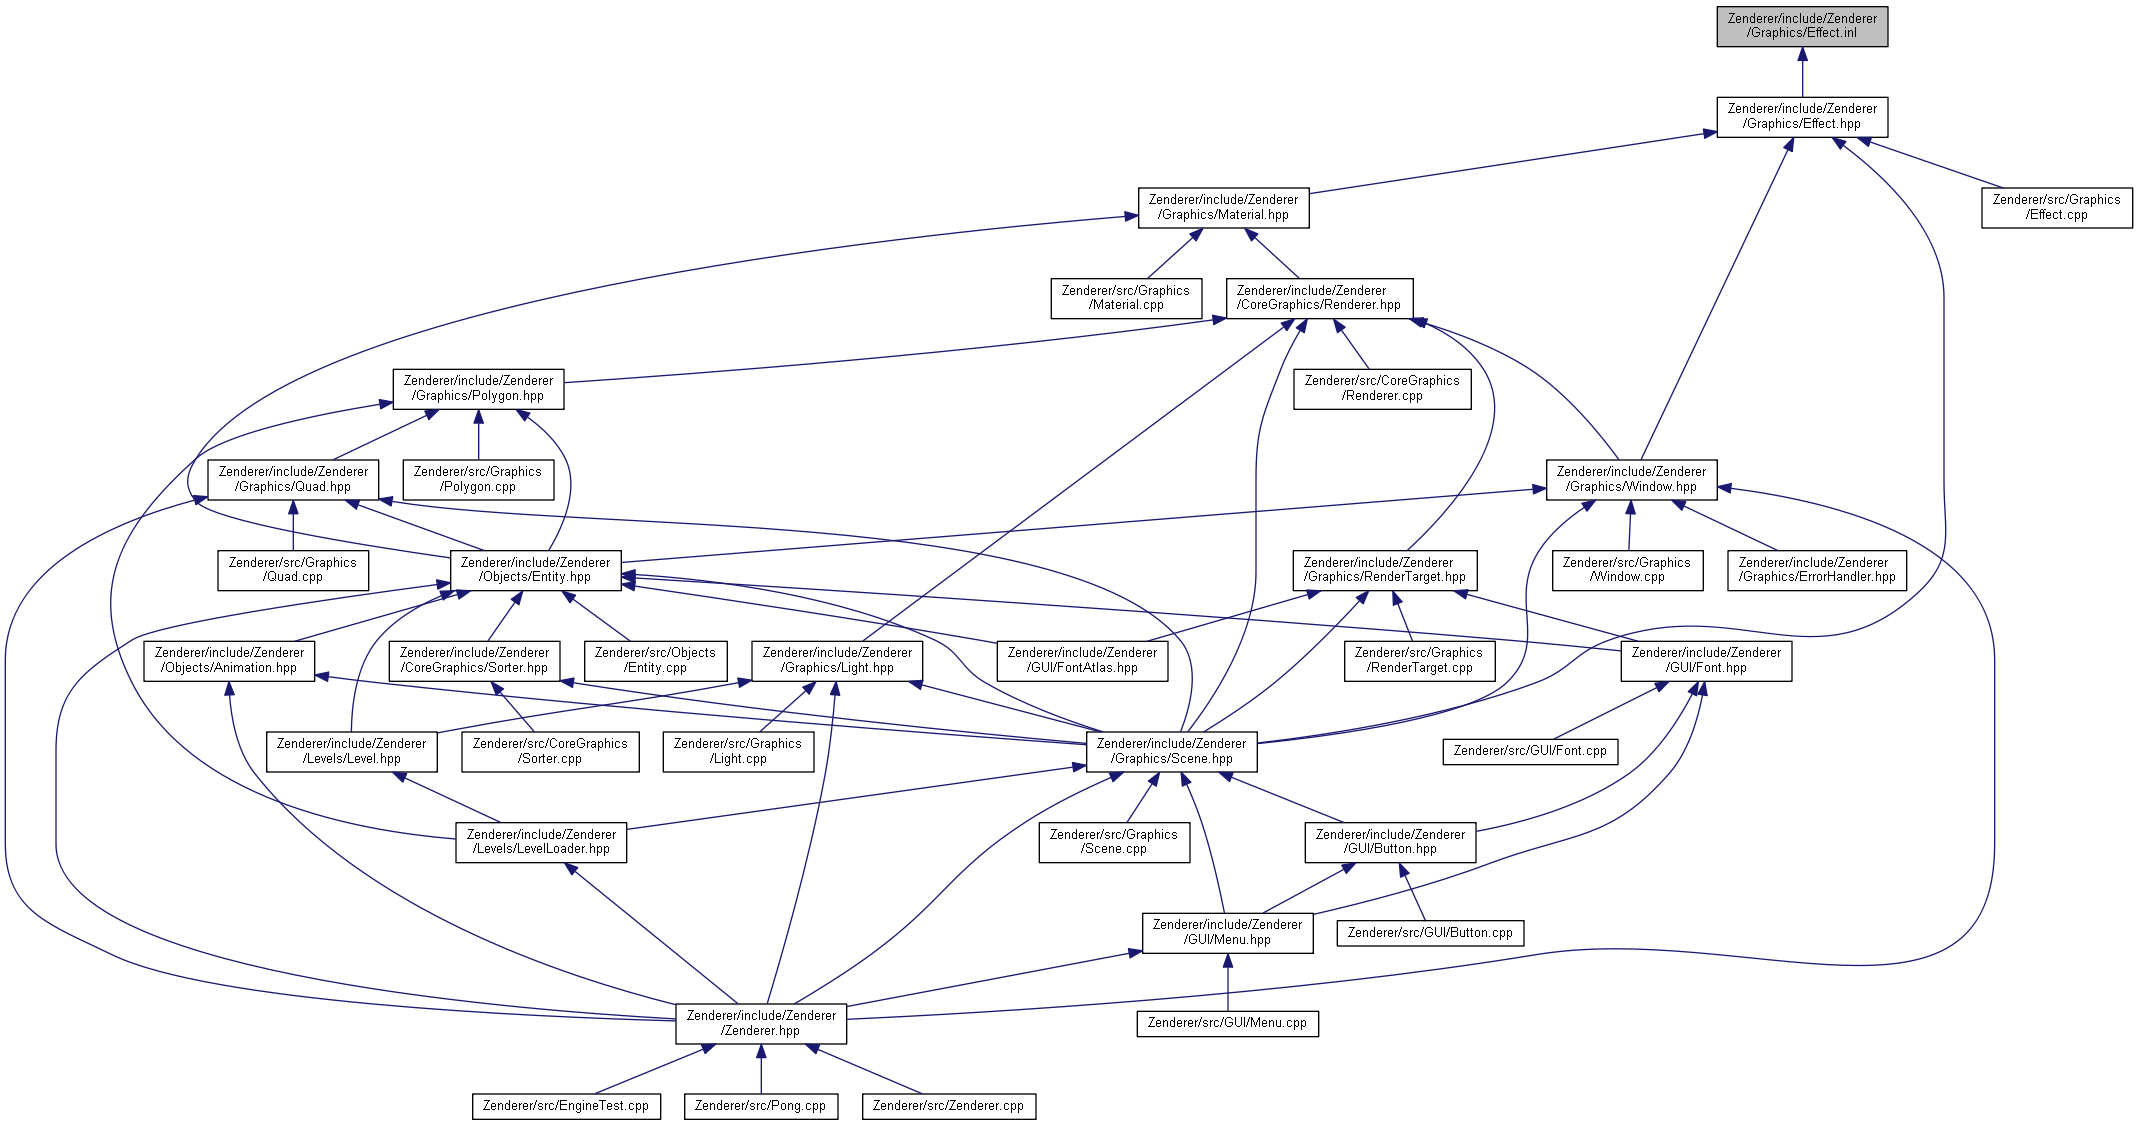 Zenderer/include/Zenderer
/Graphics/Effect.inl
Zenderer/include/Zenderer
/Graphics/Effect.hpp
Zenderer/include/Zenderer
/Graphics/Material.hpp
Zenderer/src/Graphics
/Effect.cpp
Zenderer/src/Graphics
/Material.cpp
Zenderer/include/Zenderer
/CoreGraphics/Renderer.hpp
Zenderer/include/Zenderer
/Graphics/Polygon.hpp
Zenderer/src/CoreGraphics
/Renderer.cpp
Zenderer/include/Zenderer
/Graphics/Quad.hpp
Zenderer/src/Graphics
/Polygon.cpp
Zenderer/include/Zenderer
/Graphics/Window.hpp
Zenderer/src/Graphics
/Quad.cpp
Zenderer/include/Zenderer
/Objects/Entity.hpp
Zenderer/include/Zenderer
/Graphics/RenderTarget.hpp
Zenderer/src/Graphics
/Window.cpp
Zenderer/include/Zenderer
/Graphics/ErrorHandler.hpp
Zenderer/include/Zenderer
/Objects/Animation.hpp
Zenderer/include/Zenderer
/CoreGraphics/Sorter.hpp
Zenderer/src/Objects
/Entity.cpp
Zenderer/include/Zenderer
/Graphics/Light.hpp
Zenderer/include/Zenderer
/GUI/FontAtlas.hpp
Zenderer/src/Graphics
/RenderTarget.cpp
Zenderer/include/Zenderer
/GUI/Font.hpp
Zenderer/include/Zenderer
/Levels/Level.hpp
Zenderer/src/CoreGraphics
/Sorter.cpp
Zenderer/src/Graphics
/Light.cpp
Zenderer/include/Zenderer
/Graphics/Scene.hpp
Zenderer/src/GUI/Font.cpp
Zenderer/include/Zenderer
/Levels/LevelLoader.hpp
Zenderer/src/Graphics
/Scene.cpp
Zenderer/include/Zenderer
/GUI/Button.hpp
Zenderer/include/Zenderer
/GUI/Menu.hpp
Zenderer/src/GUI/Button.cpp
Zenderer/include/Zenderer
/Zenderer.hpp
Zenderer/src/GUI/Menu.cpp
Zenderer/src/EngineTest.cpp
Zenderer/src/Pong.cpp
Zenderer/src/Zenderer.cpp